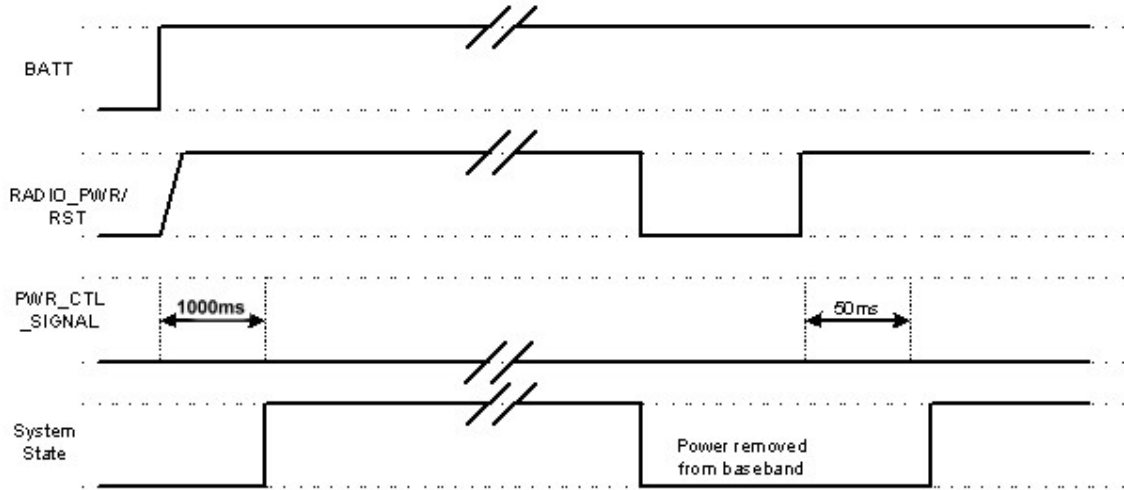 BATT
RADIO_PWR/
RST
PWR_CTL
_SIGNAL
1000ms
50ms
System
State
Power removed
from baseband